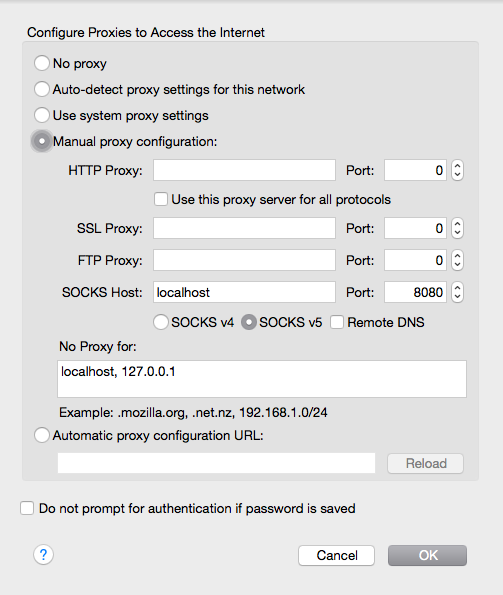 Configure Proxies to Access the Internet
No proxy
Auto-detect proxy settings for this network
Use system proxy settings
Manual proxy configuration:
HTTP Proxy: Port: 0
Use this proxy server for all protocols
SSL Proxy: Port: 0
FTP Proxy: Port: 0
SOCKS Host: localhost Port: 8080
SOCKS v4 SOCKS v5 Remote DNS
No Proxy for:
localhost, 127.0.0.1
Example: .mozilla.org, .net.nz, 192.168.1.0/24
Automatic proxy configuration URL:
Reload
Do not prompt for authentication if password is saved
? Cancel OK